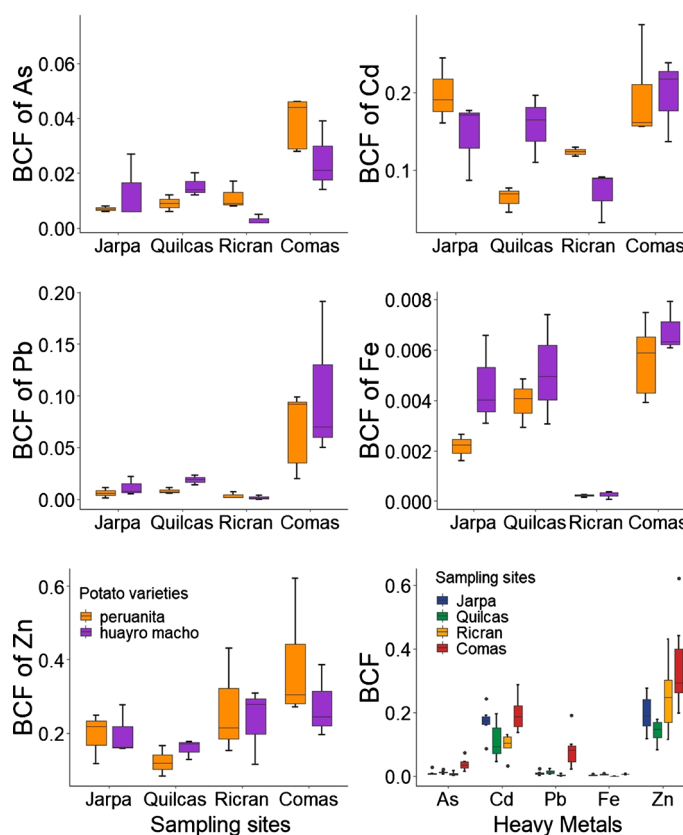 BCF of As
0.06
0.04
0.02
0.00
Jarpa Quilcas Ricran Comas
BCF of Cd
0.2
0.1
Jarpa Quilcas Ricran Comas
BCF of Pb
0.20
0.15
0.10
0.05
0.00
Jarpa Quilcas Ricran Comas
BCF of Fe
0.008
0.006
0.004
0.002
0.000
Jarpa Quilcas Ricran Comas
BCF of Zn
0.6
0.4
0.2
Potato varieties
peruanita
huayro macho
Jarpa Quilcas Ricran Comas
Sampling sites
BCF
0.6
0.4
0.2
0.0
Sampling sites
Jarpa
Quilcas
Ricran
Comas
As Cd Pb Fe Zn
Heavy Metals